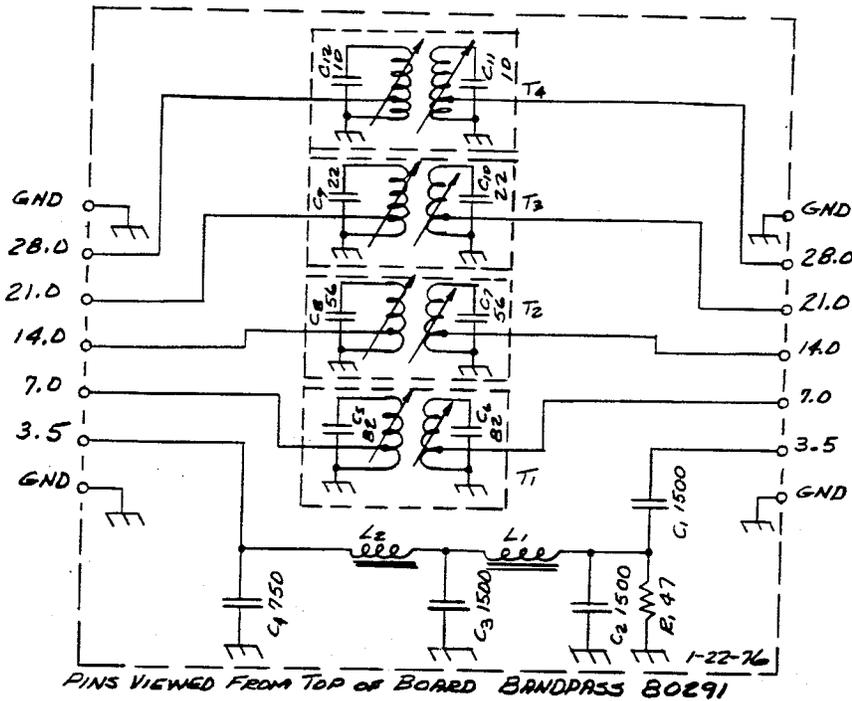 C12
10
C11
10
T4
C9
22
C10
22
T3
C8
56
C7
56
T2
C5
82
C6
82
T1
GND
28.0
21.0
14.0
7.0
3.5
GND
GND
28.0
21.0
14.0
7.0
3.5
GND
C1 1500
L2
L1
C4 750
C3 1500
C2 1500
R1 47
1-22-76
PINS VIEWED FROM TOP OF BOARD BANDPASS 80291